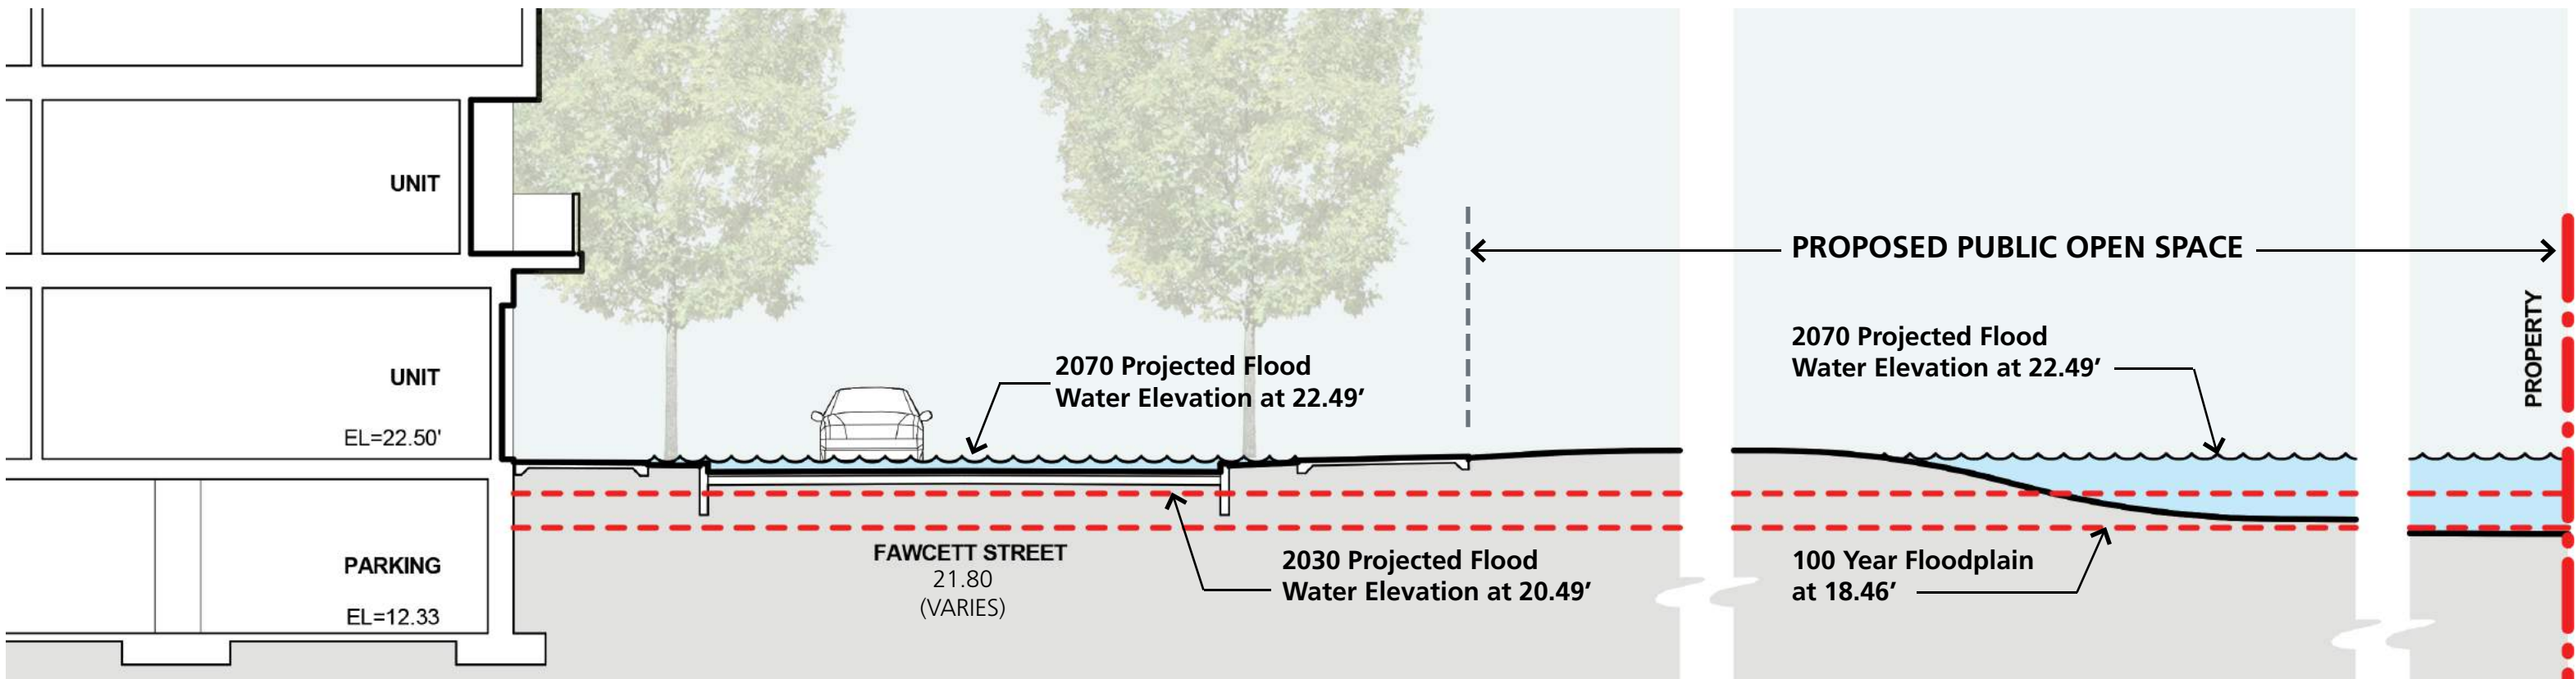 UNIT
UNIT
EL=22.50'
PARKING
EL=12.33
2070 Projected Flood
Water Elevation at 22.49’
FAWCETT STREET
21.80
(VARIES)
2030 Projected Flood
Water Elevation at 20.49’
PROPOSED PUBLIC OPEN SPACE
2070 Projected Flood
Water Elevation at 22.49’
100 Year Floodplain
at 18.46’
PROPERTY